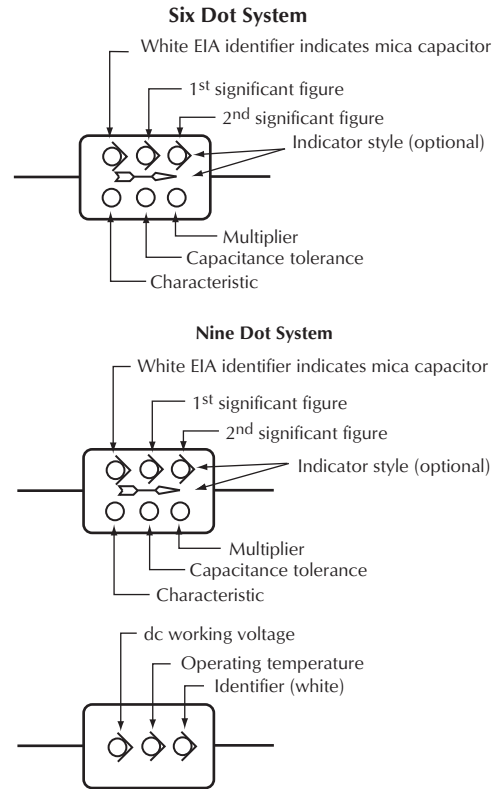 Six Dot System
White EIA identifier indicates mica capacitor
1st significant figure
2nd significant figure
Indicator style (optional)
Multiplier
Capacitance tolerance
Characteristic
Nine Dot System
White EIA identifier indicates mica capacitor
1st significant figure
2nd significant figure
Indicator style (optional)
Multiplier
Capacitance tolerance
Characteristic
dc working voltage
Operating temperature
Identifier (white)